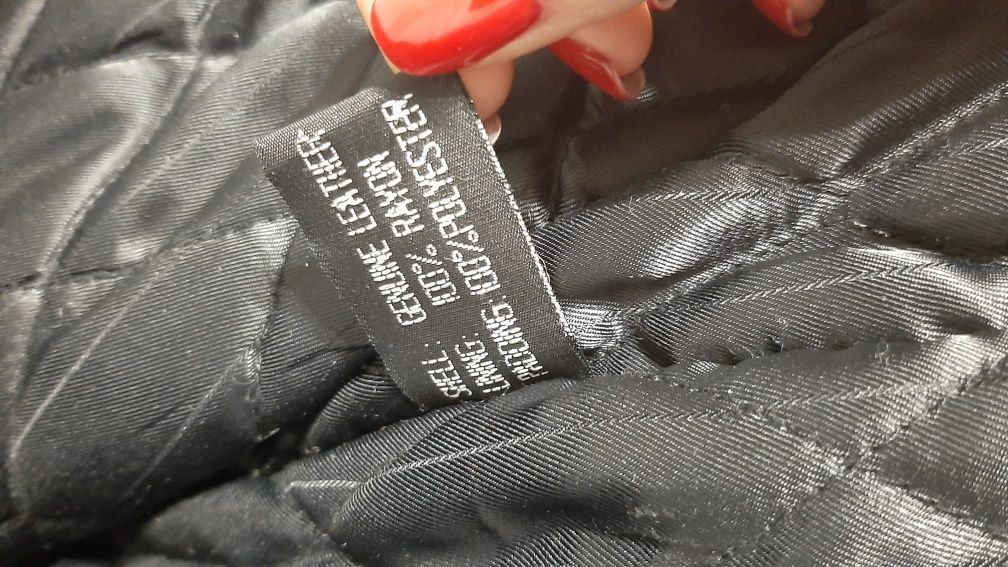 SHELL : GENUINE LEATHER
LINING : 100% RAYON
PADDING: 100%POLYESTER